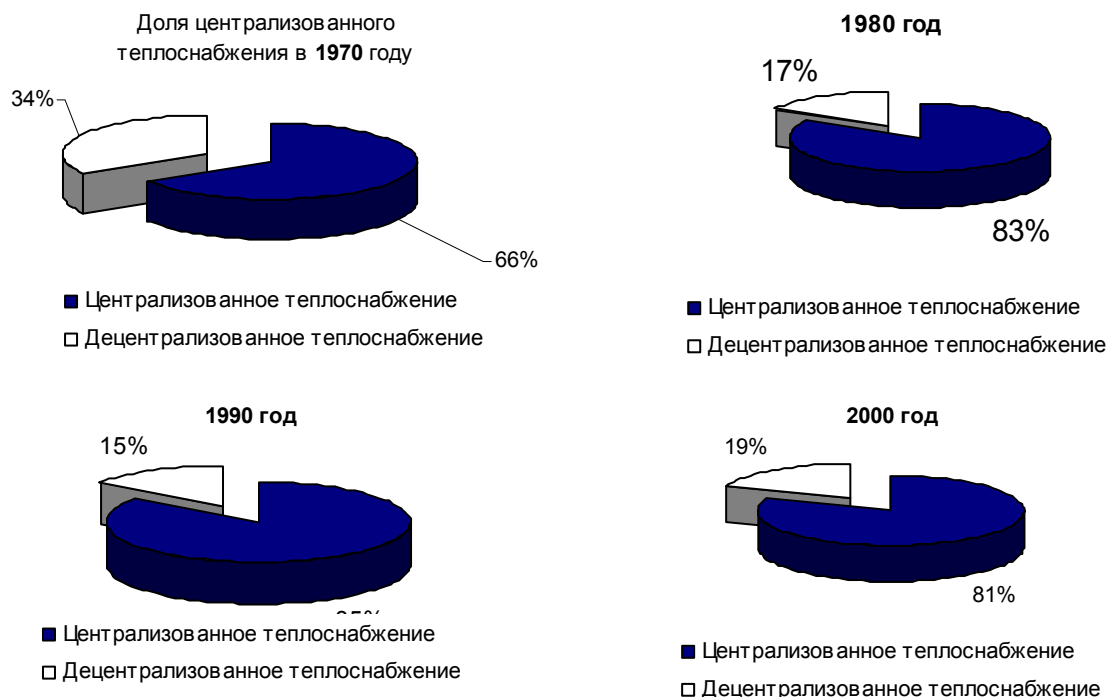 Доля централизованного
теплоснабжения в 1970 году
34%
66%
Централизованное теплоснабжение
Децентрализованное теплоснабжение
1980 год
17%
83%
Централизованное теплоснабжение
Децентрализованное теплоснабжение
1990 год
15%
Централизованное теплоснабжение
Децентрализованное теплоснабжение
2000 год
19%
81%
Централизованное теплоснабжение
Децентрализованное теплоснабжение